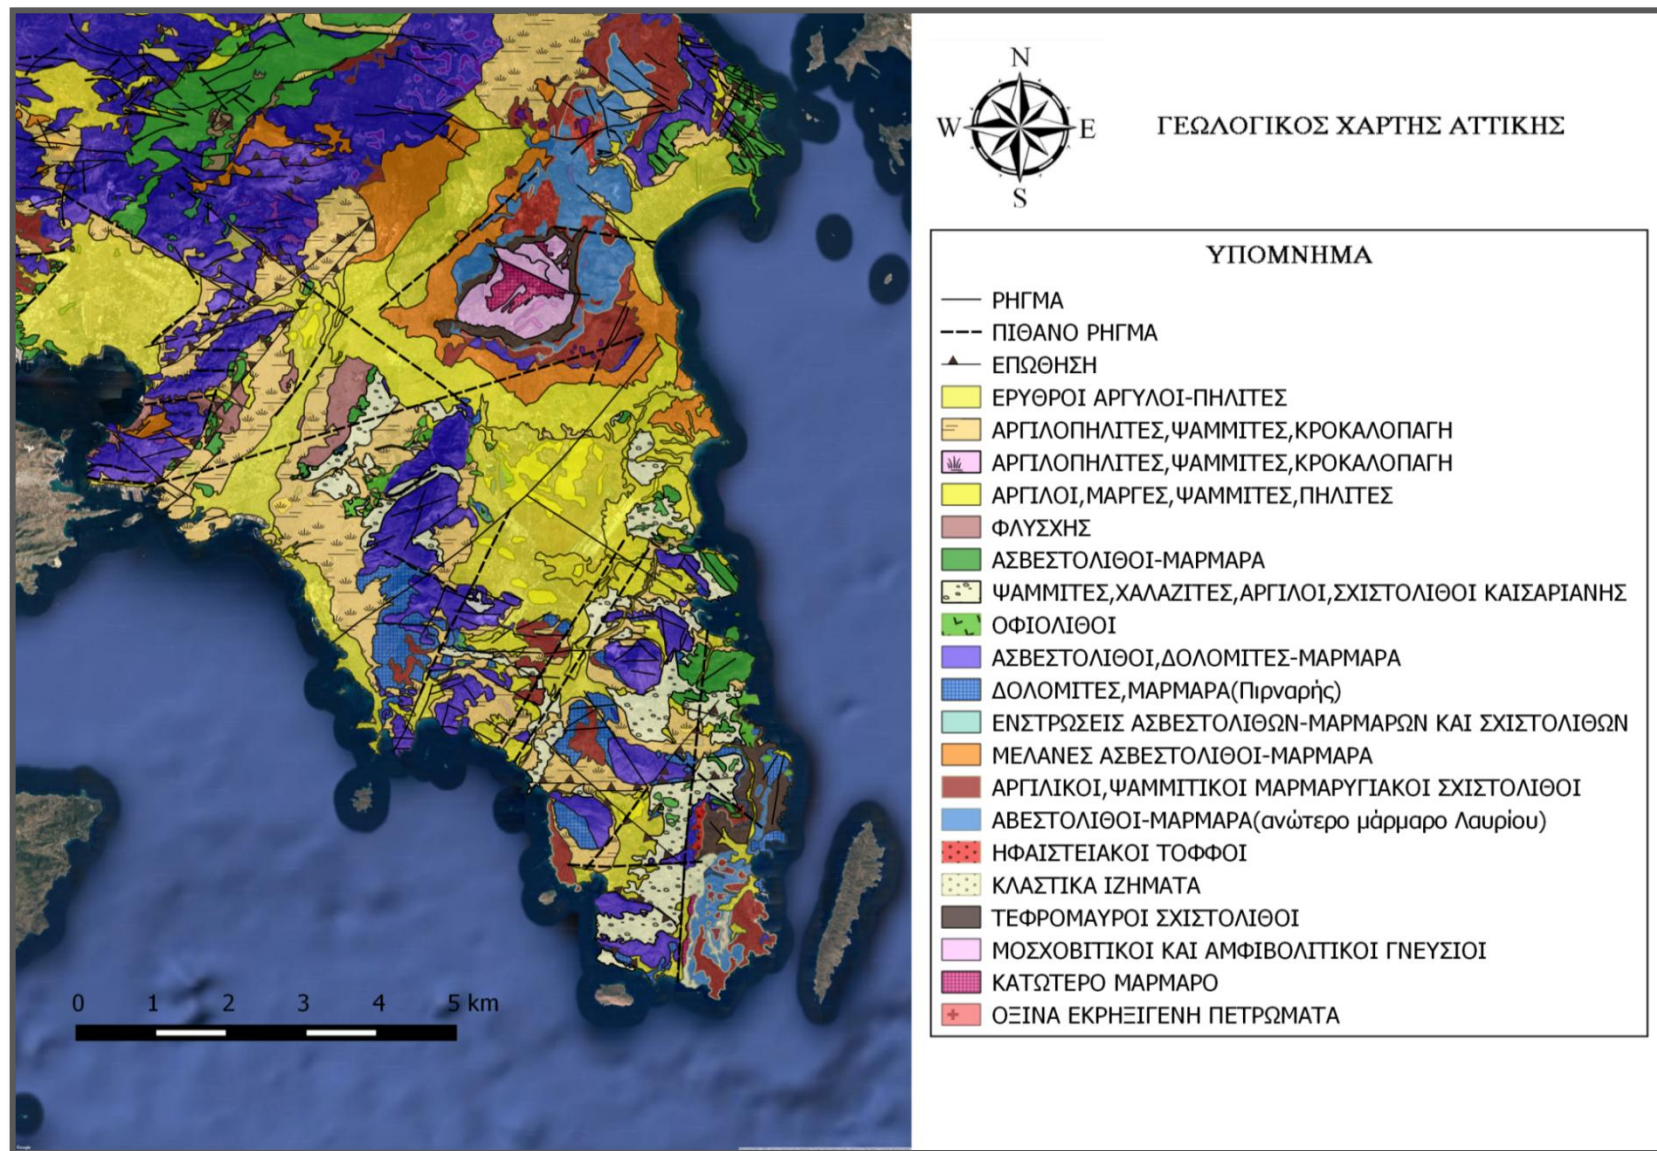 N
W E
S
ΓΕΩΛΟΓΙΚΟΣ ΧΑΡΤΗΣ ΑΤΤΙΚΗΣ
ΥΠΟΜΝΗΜΑ
ΡΗΓΜΑ
ΠΙΘΑΝΟ ΡΗΓΜΑ
ΕΠΩΘΗΣΗ
ΕΡΥΘΡΟΙ ΑΡΓΥΛΟΙ-ΠΗΛΙΤΕΣ
ΑΡΓΙΛΟΠΗΛΙΤΕΣ,ΨΑΜΜΙΤΕΣ,ΚΡΟΚΑΛΟΠΑΓΗ
ΑΡΓΙΛΟΠΗΛΙΤΕΣ,ΨΑΜΜΙΤΕΣ,ΚΡΟΚΑΛΟΠΑΓΗ
ΑΡΓΙΛΟΙ,ΜΑΡΓΕΣ,ΨΑΜΜΙΤΕΣ,ΠΗΛΙΤΕΣ
ΦΛΥΣΧΗΣ
ΑΣΒΕΣΤΟΛΙΘΟΙ-ΜΑΡΜΑΡΑ
ΨΑΜΜΙΤΕΣ,ΧΑΛΑΖΙΤΕΣ,ΑΡΓΙΛΟΙ,ΣΧΙΣΤΟΛΙΘΟΙ ΚΑΙΣΑΡΙΑΝΗΣ
ΟΦΙΟΛΙΘΟΙ
ΑΣΒΕΣΤΟΛΙΘΟΙ,ΔΟΛΟΜΙΤΕΣ-ΜΑΡΜΑΡΑ
ΔΟΛΟΜΙΤΕΣ,ΜΑΡΜΑΡΑ(Πιρναρής)
ΕΝΣΤΡΩΣΕΙΣ ΑΣΒΕΣΤΟΛΙΘΩΝ-ΜΑΡΜΑΡΩΝ ΚΑΙ ΣΧΙΣΤΟΛΙΘΩΝ
ΜΕΛΑΝΕΣ ΑΣΒΕΣΤΟΛΙΘΟΙ-ΜΑΡΜΑΡΑ
ΑΡΓΙΛΙΚΟΙ,ΨΑΜΜΙΤΙΚΟΙ ΜΑΡΜΑΡΥΓΙΑΚΟΙ ΣΧΙΣΤΟΛΙΘΟΙ
ΑΒΕΣΤΟΛΙΘΟΙ-ΜΑΡΜΑΡΑ(ανώτερο μάρμαρο Λαυρίου)
ΗΦΑΙΣΤΕΙΑΚΟΙ ΤΟΦΦΟΙ
ΚΛΑΣΤΙΚΑ ΙΖΗΜΑΤΑ
ΤΕΦΡΟΜΑΥΡΟΙ ΣΧΙΣΤΟΛΙΘΟΙ
ΜΟΣΧΟΒΙΤΙΚΟΙ ΚΑΙ ΑΜΦΙΒΟΛΙΤΙΚΟΙ ΓΝΕΥΣΙΟΙ
ΚΑΤΩΤΕΡΟ ΜΑΡΜΑΡΟ
ΟΞΙΝΑ ΕΚΡΗΞΙΓΕΝΗ ΠΕΤΡΩΜΑΤΑ
0 1 2 3 4 5 km